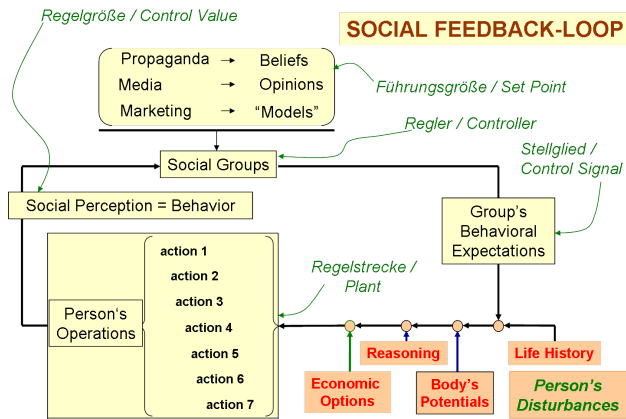 Regelgröße / Control Value
SOCIAL FEEDBACK-LOOP
Propaganda Beliefs
Media Opinions
Marketing “Models”
Führungsgröße / Set Point
Regler / Controller
Social Groups
Stellglied /
Control Signal
Social Perception = Behavior
Group's
Behavioral
Expectations
action 1
action 2
action 3
action 4
action 5
action 6
action 7
Person‘s
Operations
Regelstrecke /
Plant
Reasoning
Life History
Economic
Options
Body's
Potentials
Person's
Disturbances